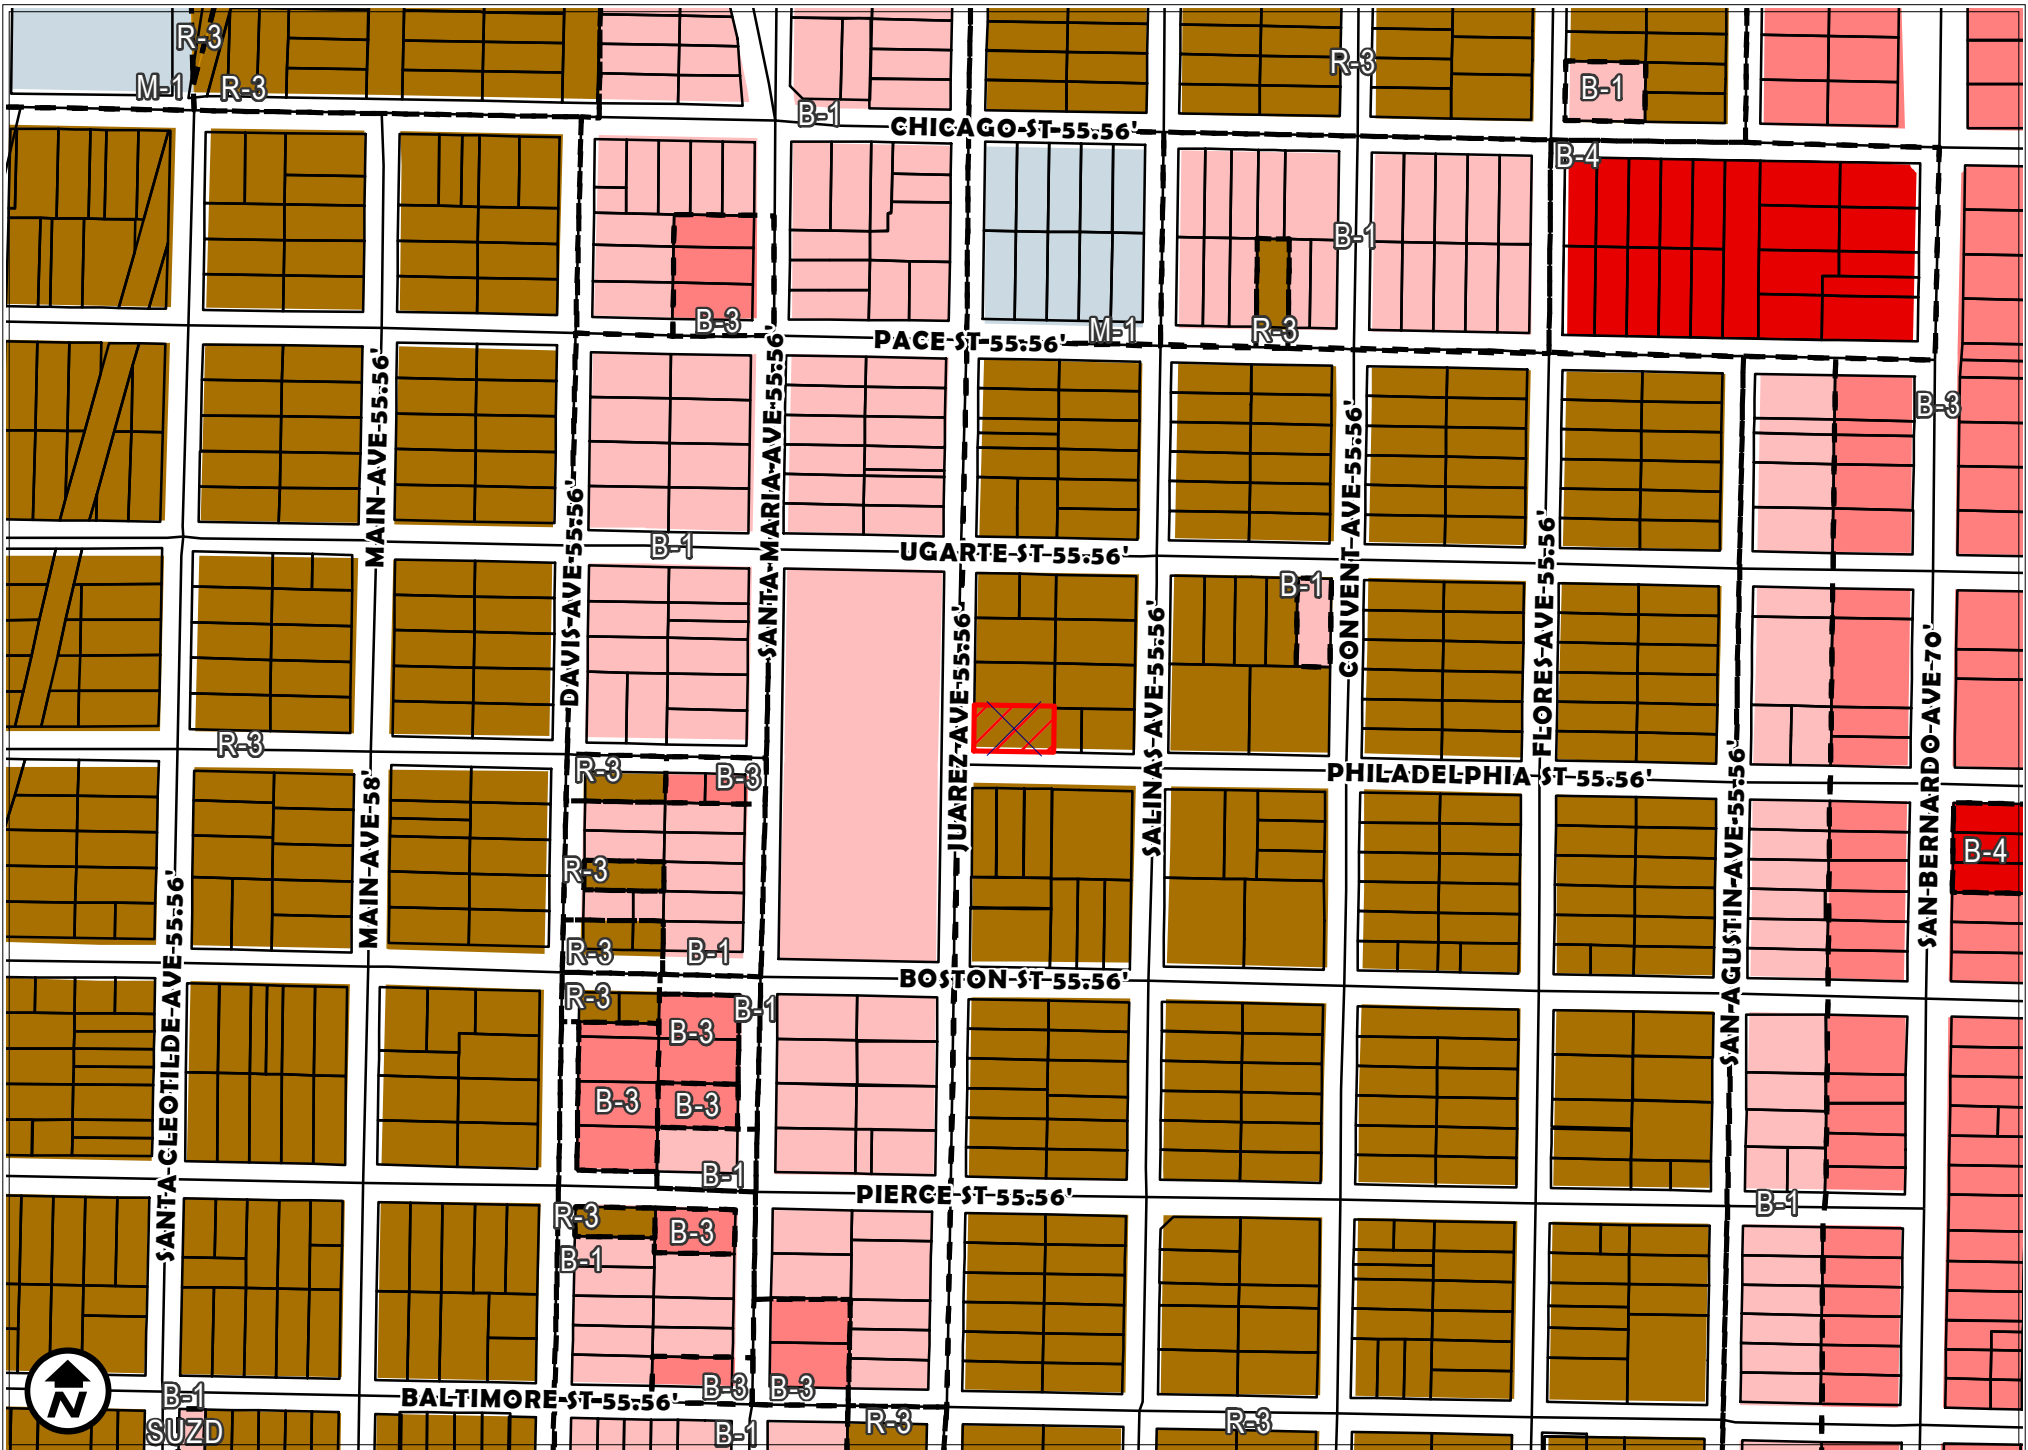 R-3
M-1
R-3
R-3
B-1
B-1
CHICAGO ST 55.56'
B-4
B-1
B-3
M-1
R-3
PACE ST 55.56'
MAIN AVE 55.56'
SANTA MARIA AVE 55.56'
B-3
CONVENT AVE 55.56'
DAVIS AVE 55.56'
FLORES AVE 55.56'
B-1
UGARTE ST 55.56'
B-1
JUAREZ AVE 55.56'
SALINAS AVE 55.56'
SAN BERNARDO AVE 70'
R-3
R-3
B-3
PHILADELPHIA ST 55.56'
MAIN AVE 58'
SAN AGUSTIN AVE 55.56'
B-4
R-3
SANTA CLEOTILDE AVE 55.56'
R-3
B-1
BOSTON ST 55.56'
R-3
B-1
B-3
B-3
B-3
B-1
PIERCE ST 55.56'
B-1
R-3
B-3
B-1
N
B-1
BALTIMORE ST 55.56'
B-3
B-3
SUZD
B-1
R-3
R-3